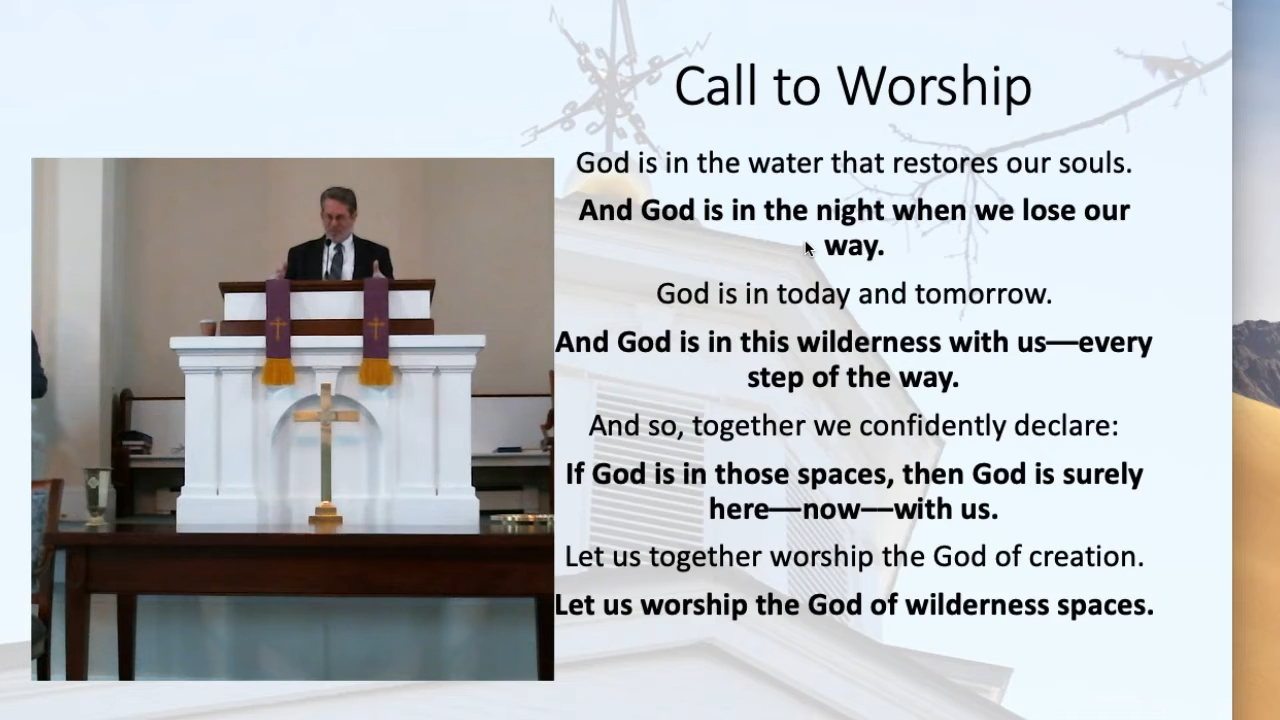 Call to Worship
God is in the water that restores our souls.
And God is in the night when we lose our
way.
God is in today and tomorrow.
And God is in this wilderness with us—every
step of the way.
And so, together we confidently declare:
If God is in those spaces, then God is surely
here—now—with us.
Let us together worship the God of creation.
Let us worship the God of wilderness spaces.